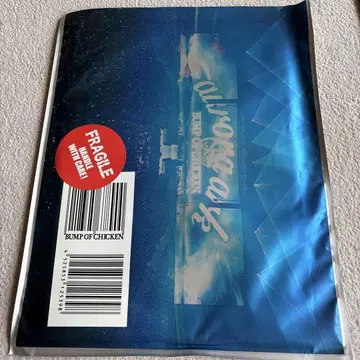 aurora ark
BUMP OF CHICKEN
FRAGILE
HANDLE
WITH CARE!
BUMP OF CHICKEN